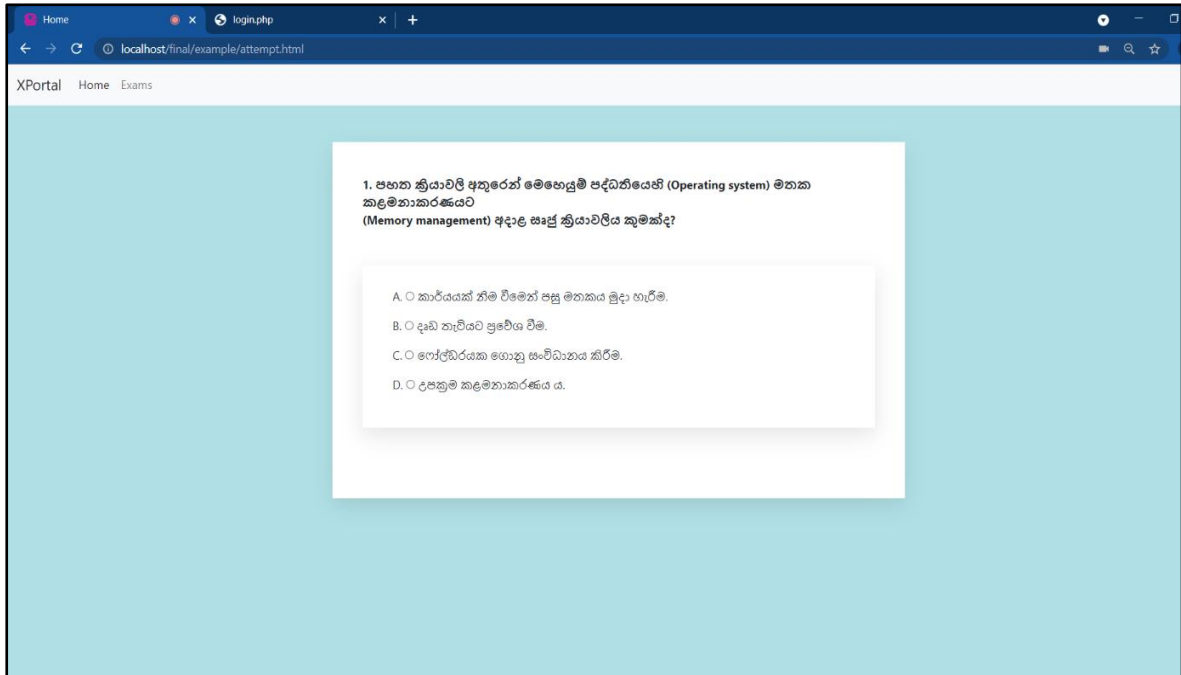 Home
login.php
localhost/final/example/attempt.html
XPortal Home Exams
1. පහත ක්‍රියාවලි අතුරෙන් මෙහෙයුම් පද්ධතියෙහි (Operating system) මතක
කළමනාකරණයට
(Memory management) අදාළ සෘජු ක්‍රියාවලිය කුමක්ද?
A. කාර්යයක් නිම වීමෙන් පසු මතකය මුදා හැරීම.
B. දෘඩ තැටියට ප්‍රවේශ වීම.
C. ෆෝල්ඩරයක ගොනු සංවිධානය කිරීම.
D. උපක්‍රම කළමනාකරණය ය.